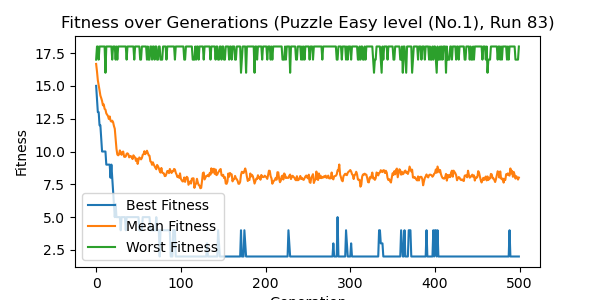 Fitness over Generations (Puzzle Easy level (No.1), Run 83)
Fitness
17.5
15.0
12.5
10.0
7.5
5.0
2.5
Best Fitness
Mean Fitness
Worst Fitness
0 100 200 300 400 500
Generation